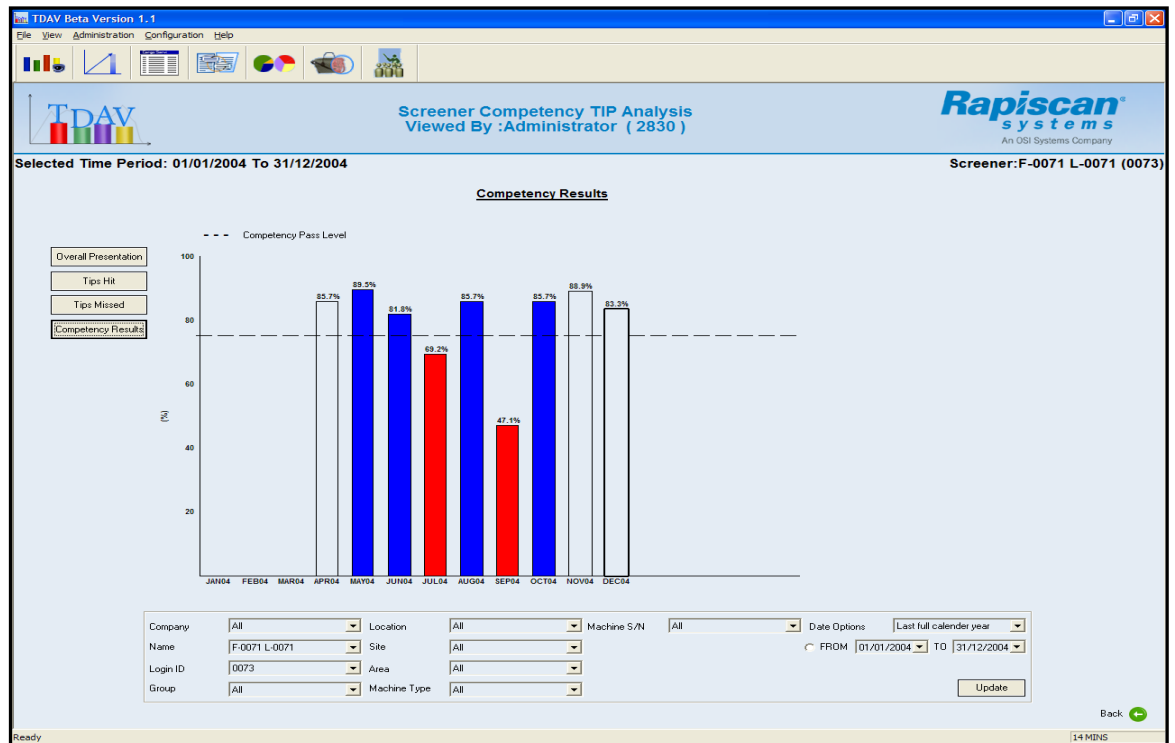 TDAV Beta Version 1.1
File View Administration Configuration Help
TDAV
Screener Competency TIP Analysis
Viewed By :Administrator ( 2830 )
Rapiscan®
systems
An OSI Systems Company
Selected Time Period: 01/01/2004 To 31/12/2004
Screener:F-0071 L-0071 (0073)
Competency Results
Competency Pass Level
Overall Presentation
Tips Hit
Tips Missed
Competency Results
100
80
60
40
20
(%)
85.7%
89.5%
81.8%
69.2%
85.7%
47.1%
85.7%
88.9%
83.3%
JAN04 FEB04 MAR04 APR04 MAY04 JUN04 JUL04 AUG04 SEP04 OCT04 NOV04 DEC04
Company All Location All Machine S/N All Date Options Last full calender year
Name F-0071 L-0071 Site All FROM 01/01/2004 TO 31/12/2004
Login ID 0073 Area All
Group All Machine Type All Update
Back
Ready 14 MINS